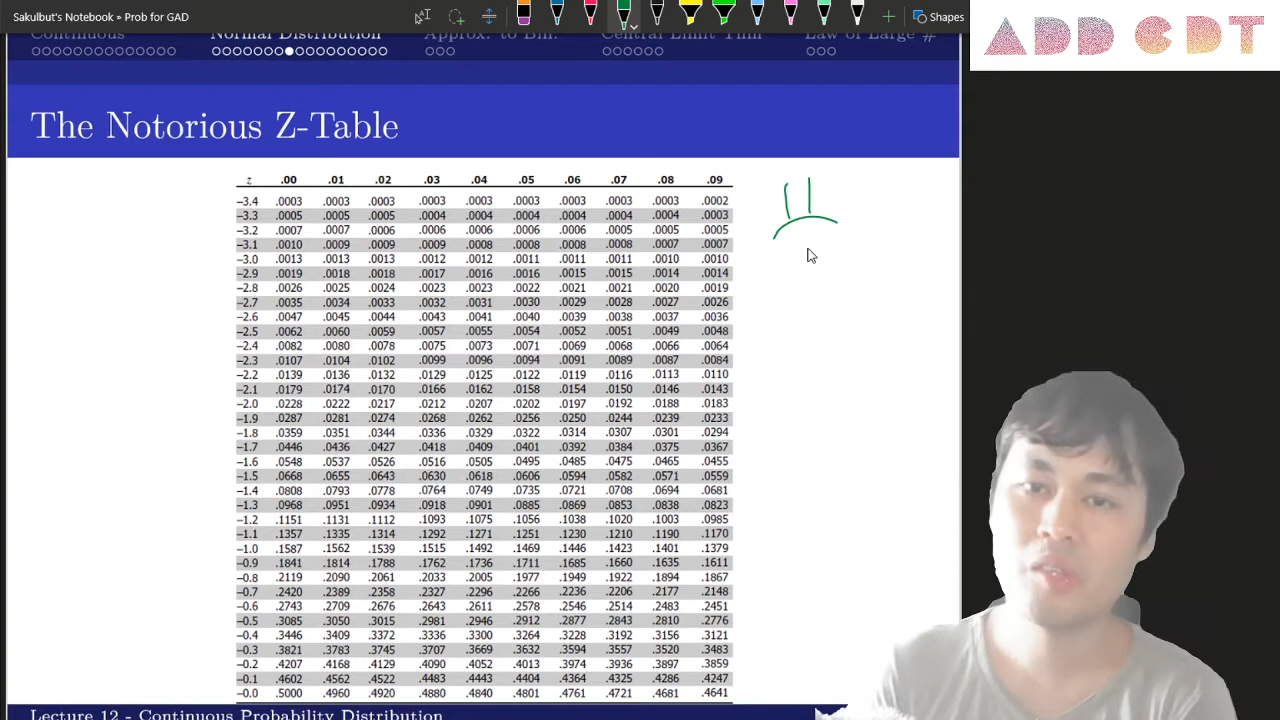 Sakulbut's Notebook » Prob for GAD
Shapes
ADD CDT
Continuous Normal Distribution Approx. to Bin. Central Limit Thm Law of Large #
The Notorious Z-Table
z .00 .01 .02 .03 .04 .05 .06 .07 .08 .09
−3.4 .0003 .0003 .0003 .0003 .0003 .0003 .0003 .0003 .0003 .0002
−3.3 .0005 .0005 .0005 .0004 .0004 .0004 .0004 .0004 .0004 .0003
−3.2 .0007 .0007 .0006 .0006 .0006 .0006 .0006 .0005 .0005 .0005
−3.1 .0010 .0009 .0009 .0009 .0008 .0008 .0008 .0008 .0007 .0007
−3.0 .0013 .0013 .0013 .0012 .0012 .0011 .0011 .0011 .0010 .0010
−2.9 .0019 .0018 .0018 .0017 .0016 .0016 .0015 .0015 .0014 .0014
−2.8 .0026 .0025 .0024 .0023 .0023 .0022 .0021 .0021 .0020 .0019
−2.7 .0035 .0034 .0033 .0032 .0031 .0030 .0029 .0028 .0027 .0026
−2.6 .0047 .0045 .0044 .0043 .0041 .0040 .0039 .0038 .0037 .0036
−2.5 .0062 .0060 .0059 .0057 .0055 .0054 .0052 .0051 .0049 .0048
−2.4 .0082 .0080 .0078 .0075 .0073 .0071 .0069 .0068 .0066 .0064
−2.3 .0107 .0104 .0102 .0099 .0096 .0094 .0091 .0089 .0087 .0084
−2.2 .0139 .0136 .0132 .0129 .0125 .0122 .0119 .0116 .0113 .0110
−2.1 .0179 .0174 .0170 .0166 .0162 .0158 .0154 .0150 .0146 .0143
−2.0 .0228 .0222 .0217 .0212 .0207 .0202 .0197 .0192 .0188 .0183
−1.9 .0287 .0281 .0274 .0268 .0262 .0256 .0250 .0244 .0239 .0233
−1.8 .0359 .0351 .0344 .0336 .0329 .0322 .0314 .0307 .0301 .0294
−1.7 .0446 .0436 .0427 .0418 .0409 .0401 .0392 .0384 .0375 .0367
−1.6 .0548 .0537 .0526 .0516 .0505 .0495 .0485 .0475 .0465 .0455
−1.5 .0668 .0655 .0643 .0630 .0618 .0606 .0594 .0582 .0571 .0559
−1.4 .0808 .0793 .0778 .0764 .0749 .0735 .0721 .0708 .0694 .0681
−1.3 .0968 .0951 .0934 .0918 .0901 .0885 .0869 .0853 .0838 .0823
−1.2 .1151 .1131 .1112 .1093 .1075 .1056 .1038 .1020 .1003 .0985
−1.1 .1357 .1335 .1314 .1292 .1271 .1251 .1230 .1210 .1190 .1170
−1.0 .1587 .1562 .1539 .1515 .1492 .1469 .1446 .1423 .1401 .1379
−0.9 .1841 .1814 .1788 .1762 .1736 .1711 .1685 .1660 .1635 .1611
−0.8 .2119 .2090 .2061 .2033 .2005 .1977 .1949 .1922 .1894 .1867
−0.7 .2420 .2389 .2358 .2327 .2296 .2266 .2236 .2206 .2177 .2148
−0.6 .2743 .2709 .2676 .2643 .2611 .2578 .2546 .2514 .2483 .2451
−0.5 .3085 .3050 .3015 .2981 .2946 .2912 .2877 .2843 .2810 .2776
−0.4 .3446 .3409 .3372 .3336 .3300 .3264 .3228 .3192 .3156 .3121
−0.3 .3821 .3783 .3745 .3707 .3669 .3632 .3594 .3557 .3520 .3483
−0.2 .4207 .4168 .4129 .4090 .4052 .4013 .3974 .3936 .3897 .3859
−0.1 .4602 .4562 .4522 .4483 .4443 .4404 .4364 .4325 .4286 .4247
−0.0 .5000 .4960 .4920 .4880 .4840 .4801 .4761 .4721 .4681 .4641
Lecture 12 - Continuous Probability Distribution